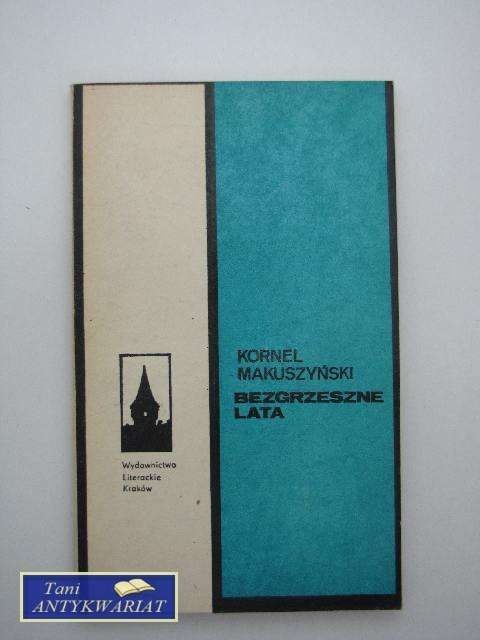 KORNEL
MAKUSZYŃSKI
BEZGRZESZNE
LATA
Wydawnictwo
Literackie
Kraków
Tani
ANTYKWARIAT